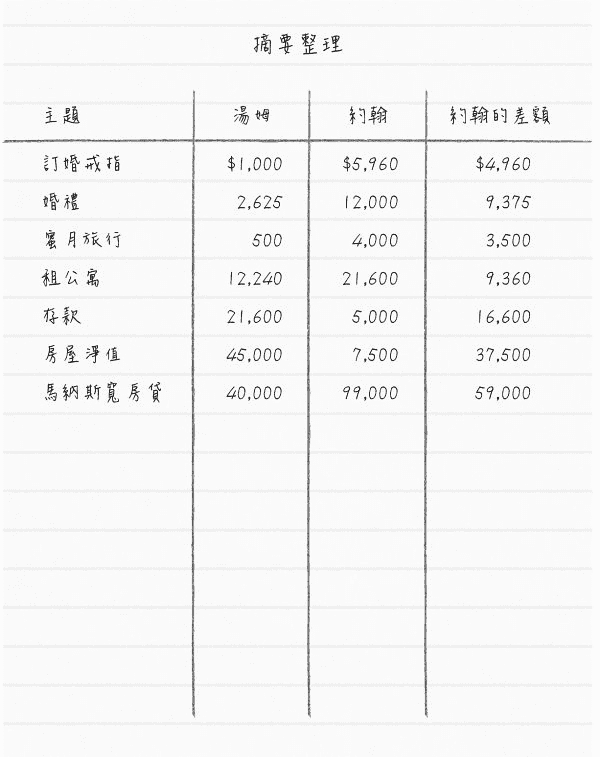 摘要整理
主題 湯姆 約翰 約翰的差額
訂婚戒指 $1,000 $5,960 $4,960
婚禮 2,625 12,000 9,375
蜜月旅行 500 4,000 3,500
租公寓 12,240 21,600 9,360
存款 21,600 5,000 16,600
房屋淨值 45,000 7,500 37,500
馬納斯寬房貸 40,000 99,000 59,000